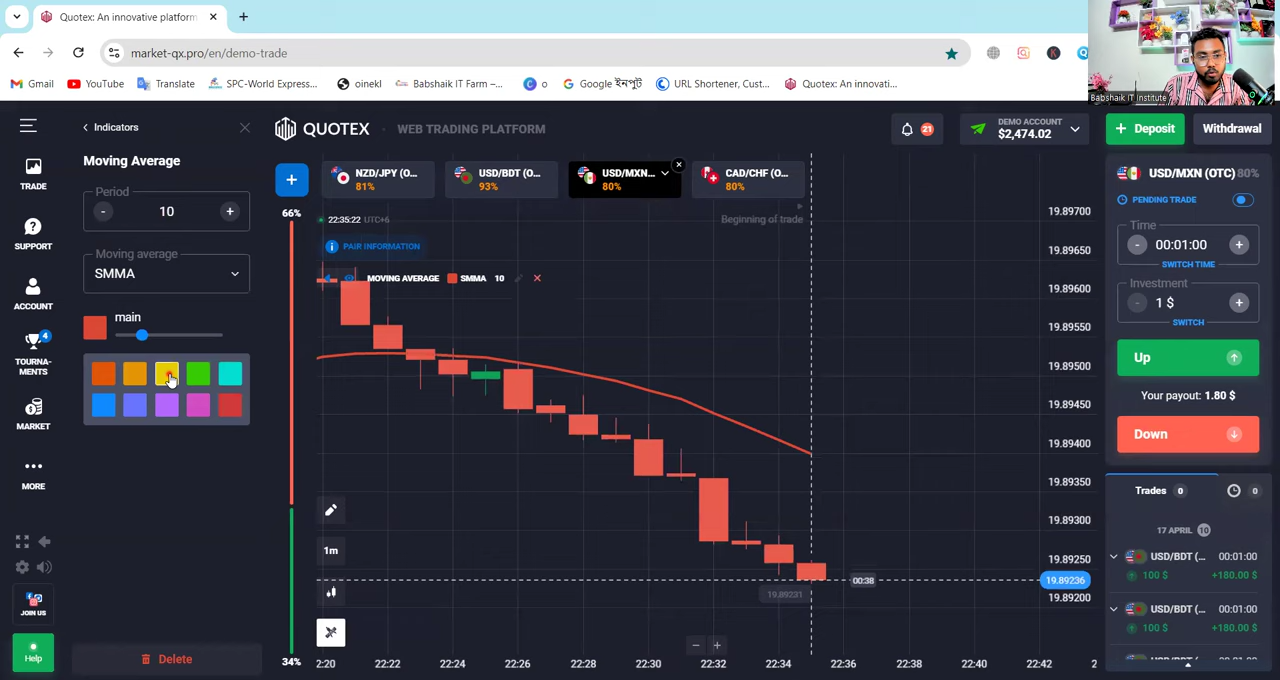 Quotex: An innovative platform
market-qx.pro/en/demo-trade
Gmail
YouTube
Translate
SPC-World Express...
oinekl
Babshaik IT Farm –...
o
Google ইনপুট
URL Shortener, Cust...
Quotex: An innovati...
Babshaik IT Institute
Indicators
QUOTEX
WEB TRADING PLATFORM
21
DEMO ACCOUNT
$2,474.02
Deposit
Withdrawal
TRADE
SUPPORT
ACCOUNT
4
TOURNA-
MENTS
MARKET
MORE
JOIN US
Help
Moving Average
Period
- 10 +
Moving average
SMMA
main
Delete
66%
34%
NZD/JPY (O...
81%
USD/BDT (O...
93%
USD/MXN...
80%
CAD/CHF (O...
80%
22:35:22 UTC+6
Beginning of trade
PAIR INFORMATION
MOVING AVERAGE SMMA 10
1m
00:38
19.89231
19.89700
19.89650
19.89600
19.89550
19.89500
19.89450
19.89400
19.89350
19.89300
19.89250
19.89236
19.89200
2:20 22:22 22:24 22:26 22:28 22:30 22:32 22:34 22:36 22:38 22:40 22:42 2
USD/MXN (OTC) 80%
PENDING TRADE
Time
- 00:01:00 +
SWITCH TIME
Investment
- 1 $ +
SWITCH
Up
Your payout: 1.80 $
Down
Trades 0
0
17 APRIL 10
USD/BDT (... 00:01:00
100 $ +180.00 $
USD/BDT (... 00:01:00
100 $ +180.00 $